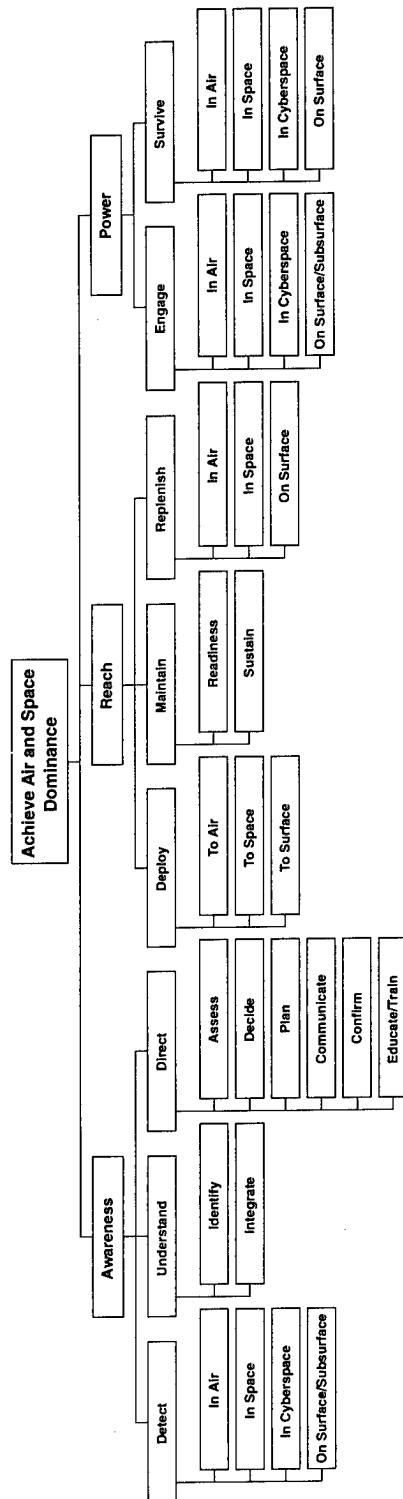 Achieve Air and Space
Dominance
Awareness
Reach
Power
Detect
Understand
Direct
Deploy
Maintain
Replenish
Engage
Survive
In Air
In Space
In Cyberspace
On Surface/Subsurface
Identify
Integrate
Assess
Decide
Plan
Communicate
Confirm
Educate/Train
To Air
To Space
To Surface
Readiness
Sustain
In Air
In Space
On Surface
In Air
In Space
In Cyberspace
On Surface/Subsurface
In Air
In Space
In Cyberspace
On Surface